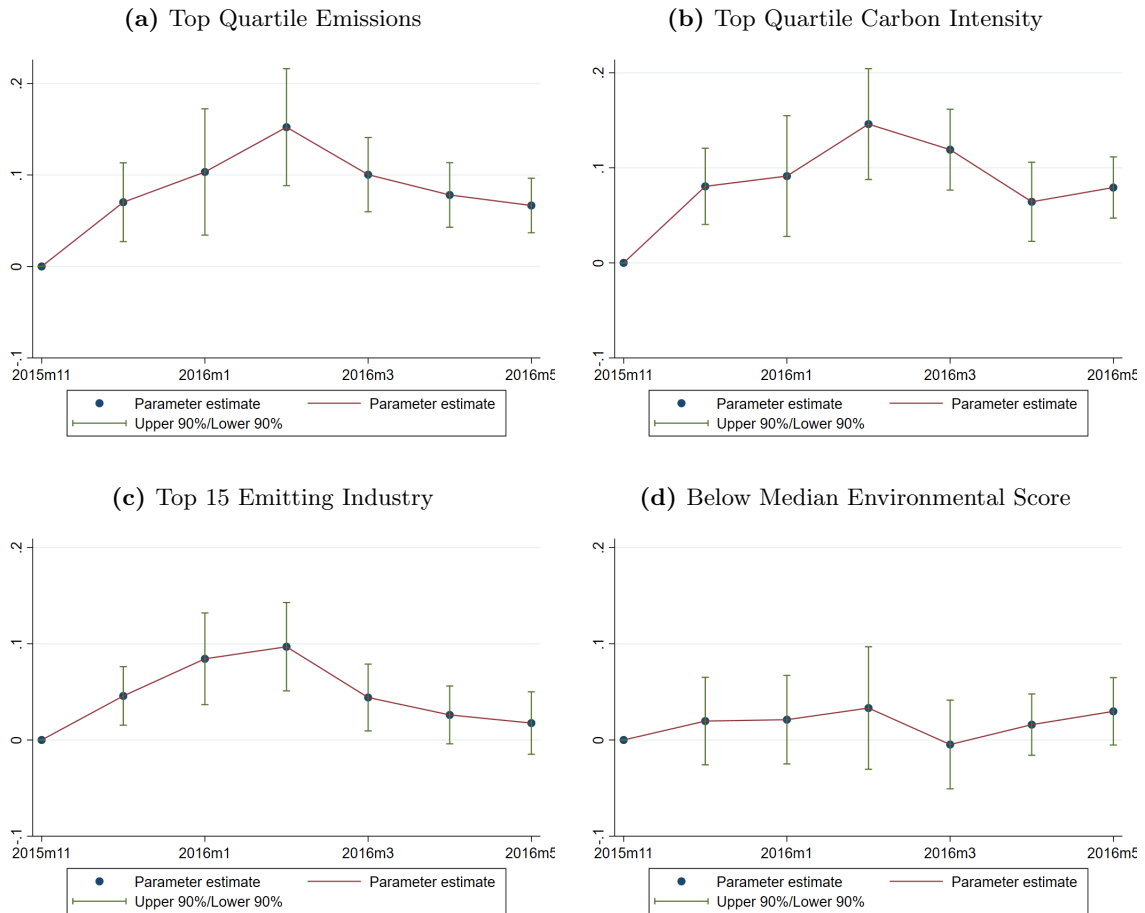 (a) Top Quartile Emissions
(b) Top Quartile Carbon Intensity
.2
.1
0
-.1
2015m11 2016m1 2016m3 2016m5
Parameter estimate Parameter estimate
Upper 90%/Lower 90%
.2
.1
0
-.1
2015m11 2016m1 2016m3 2016m5
Parameter estimate Parameter estimate
Upper 90%/Lower 90%
(c) Top 15 Emitting Industry
(d) Below Median Environmental Score
.2
.1
0
-.1
2015m11 2016m1 2016m3 2016m5
Parameter estimate Parameter estimate
Upper 90%/Lower 90%
.2
.1
0
-.1
2015m11 2016m1 2016m3 2016m5
Parameter estimate Parameter estimate
Upper 90%/Lower 90%